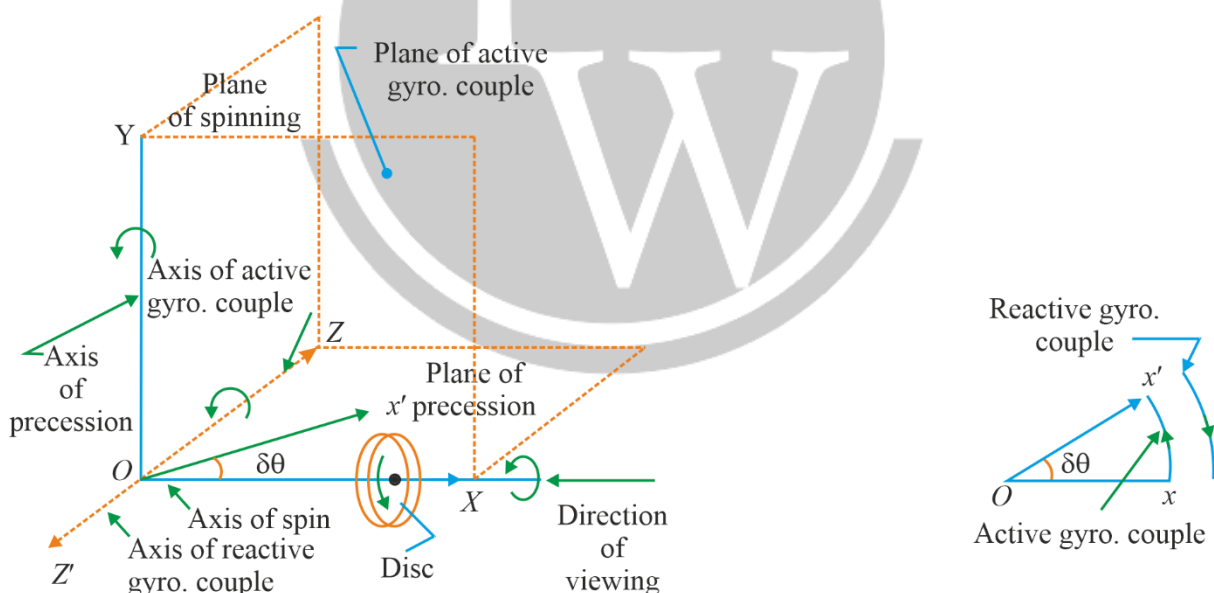 Plane of active
gyro. couple
Plane
of spinning
Y
Axis of active
gyro. couple
Z
Axis
of
precession
Plane of
x′ precession
O
δθ
X
Axis of spin
Axis of reactive
gyro. couple
Z′
Disc
Direction
of
viewing
Reactive gyro.
couple
x′
δθ
O
x
Active gyro. couple
W